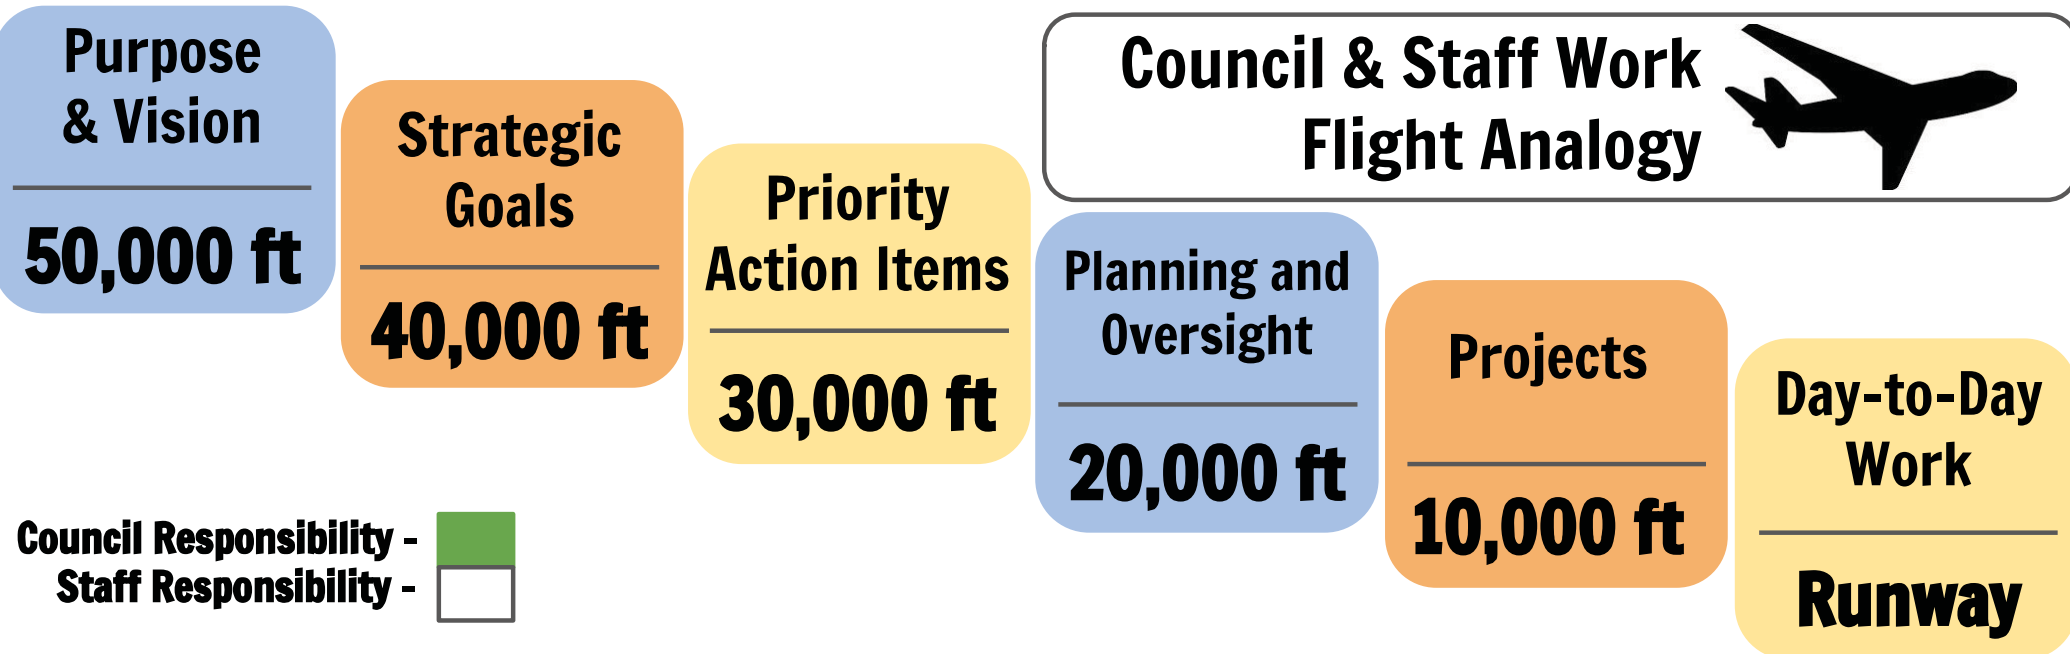 Purpose
& Vision
50,000 ft
Strategic
Goals
40,000 ft
Priority
Action Items
30,000 ft
Council & Staff Work
Flight Analogy
Planning and
Oversight
20,000 ft
Projects
10,000 ft
Day-to-Day
Work
Runway
Council Responsibility -
Staff Responsibility -